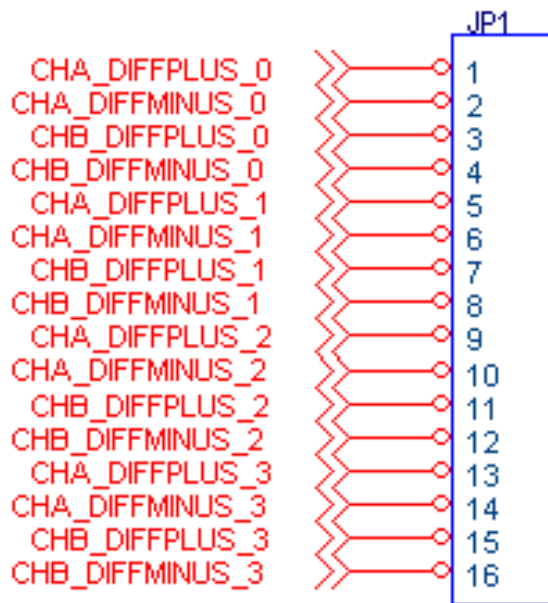 JP1
CHA_DIFFPLUS_0 1
CHA_DIFFMINUS_0 2
CHB_DIFFPLUS_0 3
CHB_DIFFMINUS_0 4
CHA_DIFFPLUS_1 5
CHA_DIFFMINUS_1 6
CHB_DIFFPLUS_1 7
CHB_DIFFMINUS_1 8
CHA_DIFFPLUS_2 9
CHA_DIFFMINUS_2 10
CHB_DIFFPLUS_2 11
CHB_DIFFMINUS_2 12
CHA_DIFFPLUS_3 13
CHA_DIFFMINUS_3 14
CHB_DIFFPLUS_3 15
CHB_DIFFMINUS_3 16